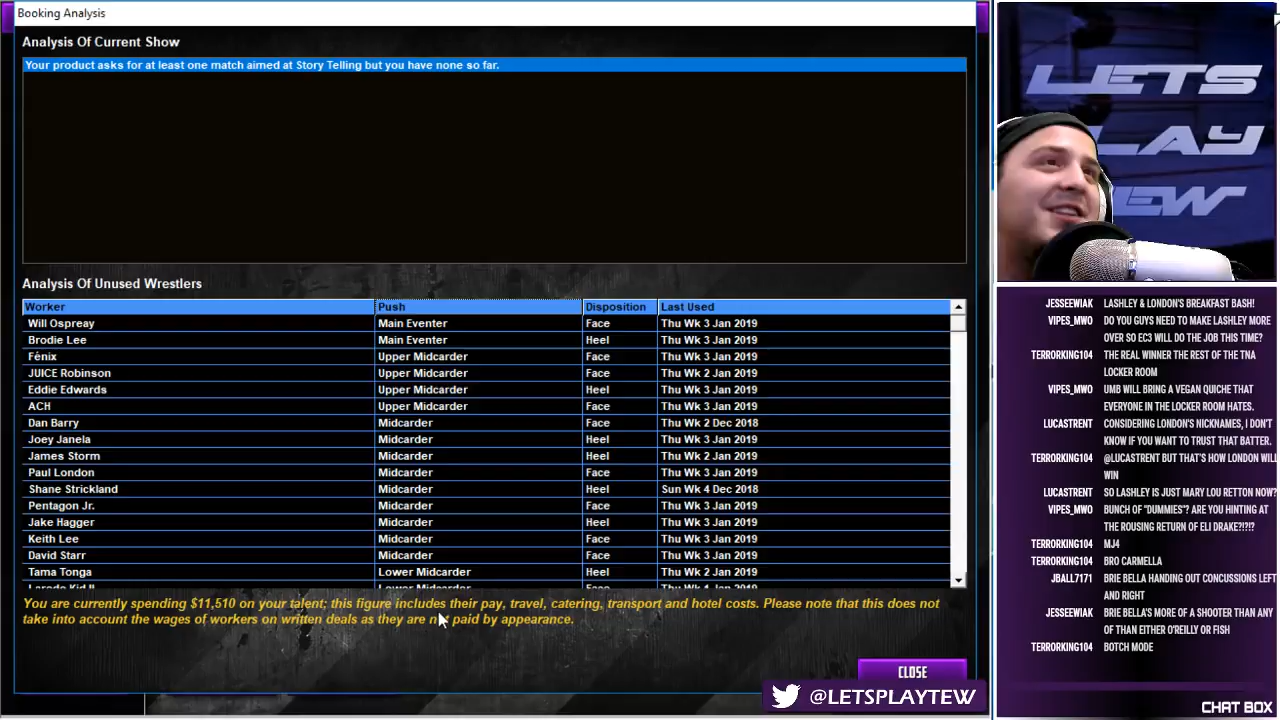 Booking Analysis
Analysis Of Current Show
Your product asks for at least one match aimed at Story Telling but you have none so far.
Analysis Of Unused Wrestlers
Worker Push Disposition Last Used
Will Ospreay Main Eventer Face Thu Wk 3 Jan 2019
Brodie Lee Main Eventer Heel Thu Wk 3 Jan 2019
Fénix Upper Midcarder Face Thu Wk 3 Jan 2019
JUICE Robinson Upper Midcarder Face Thu Wk 2 Jan 2019
Eddie Edwards Upper Midcarder Heel Thu Wk 3 Jan 2019
ACH Upper Midcarder Face Thu Wk 3 Jan 2019
Dan Barry Midcarder Face Thu Wk 2 Dec 2018
Joey Janela Midcarder Heel Thu Wk 3 Jan 2019
James Storm Midcarder Heel Thu Wk 2 Jan 2019
Paul London Midcarder Face Thu Wk 3 Jan 2019
Shane Strickland Midcarder Heel Sun Wk 4 Dec 2018
Pentagon Jr. Midcarder Face Thu Wk 3 Jan 2019
Jake Hagger Midcarder Heel Thu Wk 3 Jan 2019
Keith Lee Midcarder Face Thu Wk 3 Jan 2019
David Starr Midcarder Face Thu Wk 3 Jan 2019
Tama Tonga Lower Midcarder Heel Thu Wk 2 Jan 2019
You are currently spending $11,510 on your talent; this figure includes their pay, travel, catering, transport and hotel costs. Please note that this does not
take into account the wages of workers on written deals as they are not paid by appearance.
CLOSE
@LETSPLAYTEW
LETS
PLAY
TEW
JESSEEWIAK LASHLEY & LONDON'S BREAKFAST BASH!
VIPES_MWO DO YOU GUYS NEED TO MAKE LASHLEY MORE
OVER SO EC3 WILL DO THE JOB THIS TIME?
TERRORKING104 THE REAL WINNER THE REST OF THE TNA
LOCKER ROOM
VIPES_MWO UMB WILL BRING A VEGAN QUICHE THAT
EVERYONE IN THE LOCKER ROOM HATES.
LUCASTRENT CONSIDERING LONDON'S NICKNAMES, I DON'T
KNOW IF YOU WANT TO TRUST THAT BATTER.
TERRORKING104 @LUCASTRENT BUT THAT'S HOW LONDON WILL
WIN
LUCASTRENT SO LASHLEY IS JUST MARY LOU RETTON NOW?
VIPES_MWO BUNCH OF "DUMMIES"? ARE YOU HINTING AT
THE ROUSING RETURN OF ELI DRAKE?!?!?
TERRORKING104 MJ4
TERRORKING104 BRO CARMELLA
JBALL7171 BRIE BELLA HANDING OUT CONCUSSIONS LEFT
AND RIGHT
JESSEEWIAK BRIE BELLA'S MORE OF A SHOOTER THAN ANY
OF THAN EITHER O'REILLY OR FISH
TERRORKING104 BOTCH MODE
CHAT BOX